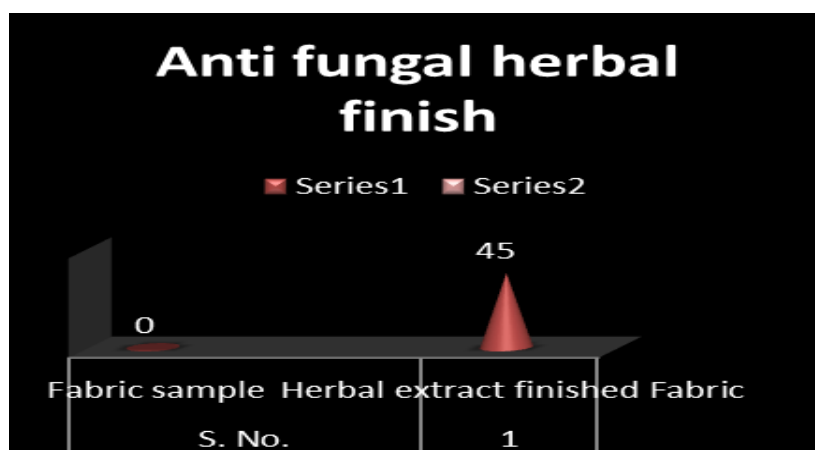 Anti fungal herbal
finish
Series1 Series2
45
0
Fabric sample Herbal extract finished Fabric
S. No. 1